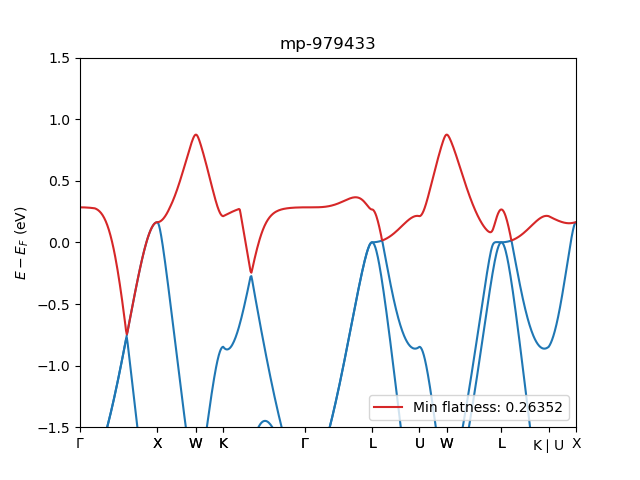 mp-979433
1.5
1.0
0.5
0.0
−0.5
−1.0
−1.5
E − E_F (eV)
Min flatness: 0.26352
Γ X W K Γ L U W L K | U X